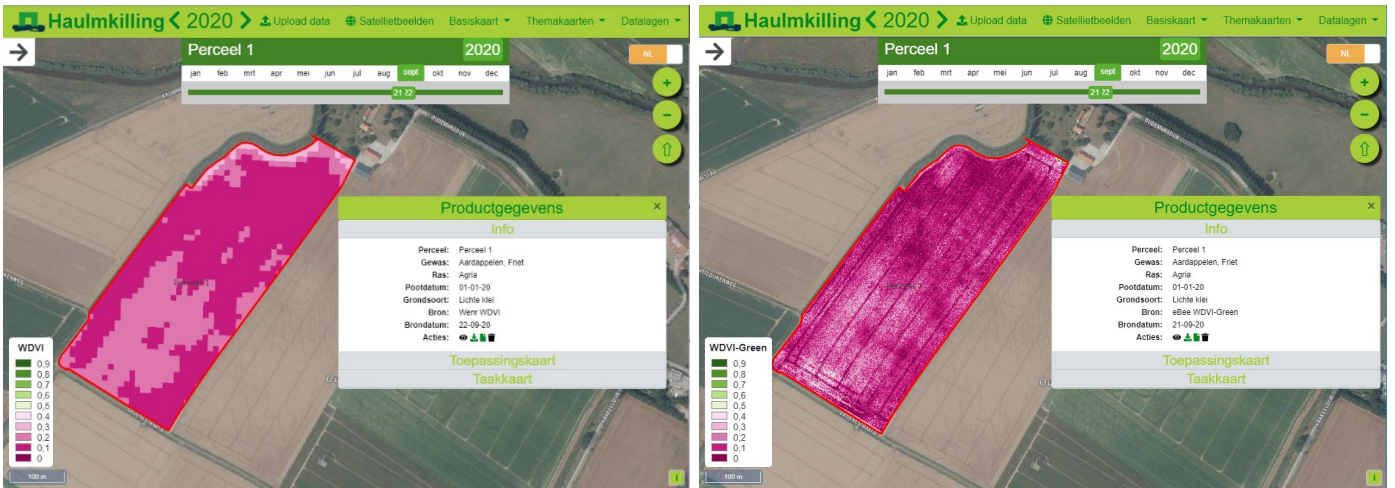 Haulmkilling 2020 Upload data Satellietbeelden Basiskaart Themakaarten Datalagen
Perceel 1 2020
NL
jan feb mrt apr mei jun jul aug sept okt nov dec
21 22
OUDEMANSDIJK
Productgegevens ×
Info
Perceel: Perceel 1
Gewas: Aardappelen, Friet
Ras: Agria
Pootdatum: 01-01-20
Grondsoort: Lichte klei
Bron: Wenr WDVI
Brondatum: 22-09-20
Acties:
Toepassingskaart
Taakkaart
Perceel 1
WDVI
0,9
0,8
0,7
0,6
0,5
0,4
0,3
0,2
0,1
0
100 m
i
Haulmkilling 2020 Upload data Satellietbeelden Basiskaart Themakaarten Datalagen
Perceel 1 2020
NL
jan feb mrt apr mei jun jul aug sept okt nov dec
21 22
OUDEMANSDIJK
Productgegevens ×
Info
Perceel: Perceel 1
Gewas: Aardappelen, Friet
Ras: Agria
Pootdatum: 01-01-20
Grondsoort: Lichte klei
Bron: eBee WDVI-Green
Brondatum: 21-09-20
Acties:
Toepassingskaart
Taakkaart
WDVI-Green
0,9
0,8
0,7
0,6
0,5
0,4
0,3
0,2
0,1
0
100 m
i